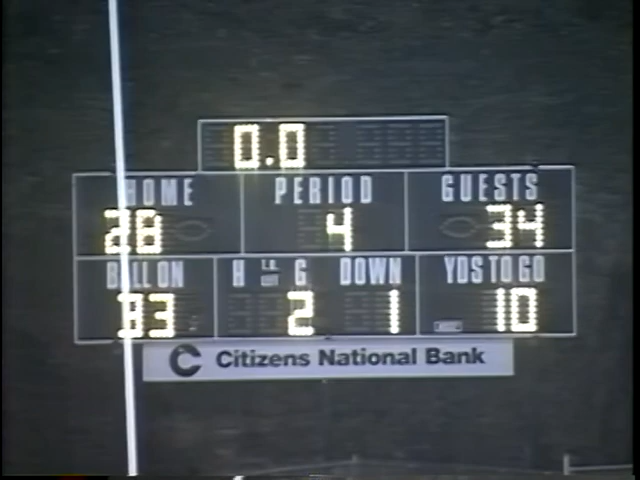 0.0
HOME PERIOD GUESTS
28 4 34
BALL ON H G DOWN YDS TO GO
33 2 1 10
C Citizens National Bank